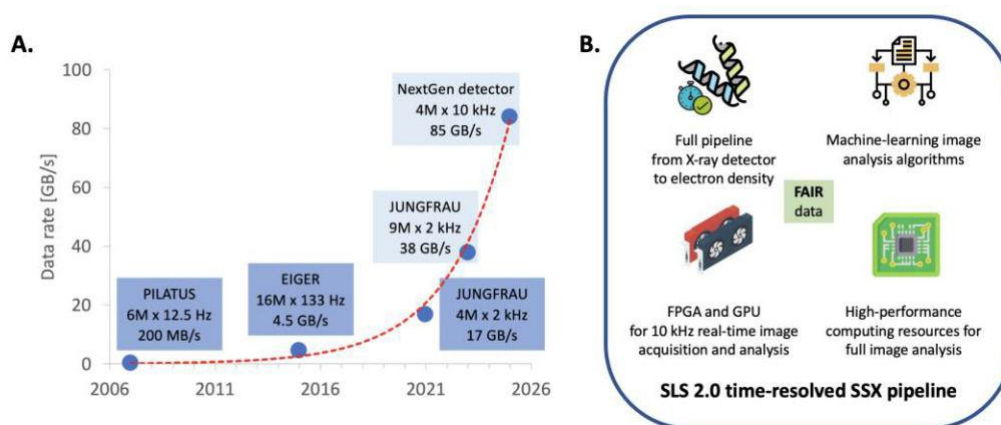 A.
Data rate [GB/s]
100
80
60
40
20
0
2006
2011
2016
2021
2026
PILATUS
6M x 12.5 Hz
200 MB/s
EIGER
16M x 133 Hz
4.5 GB/s
JUNGFRAU
4M x 2 kHz
17 GB/s
JUNGFRAU
9M x 2 kHz
38 GB/s
NextGen detector
4M x 10 kHz
85 GB/s
B.
Full pipeline
from X-ray detector
to electron density
Machine-learning image
analysis algorithms
FAIR
data
FPGA and GPU
for 10 kHz real-time image
acquisition and analysis
High-performance
computing resources for
full image analysis
SLS 2.0 time-resolved SSX pipeline